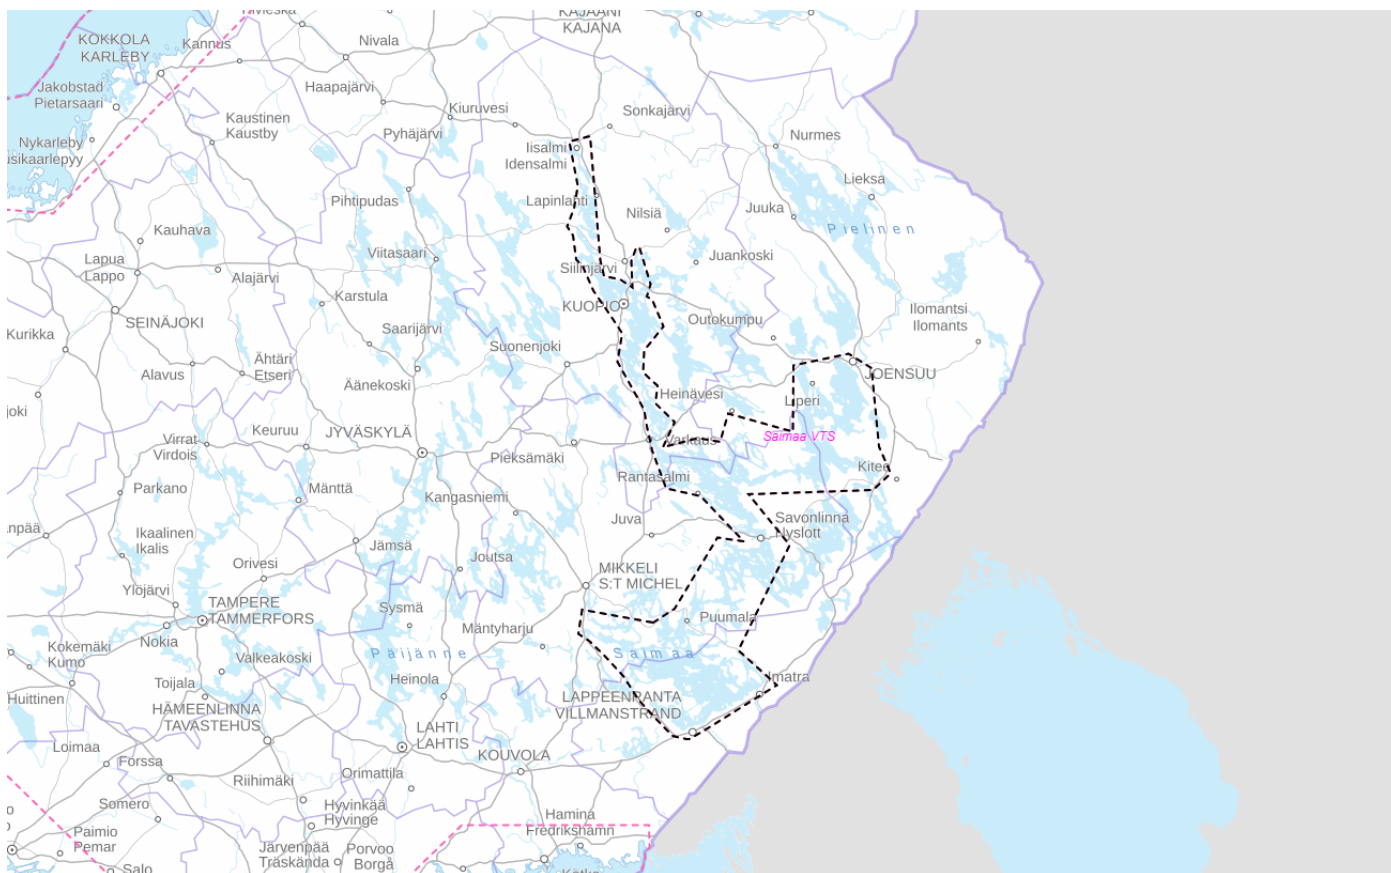 KAJAANI
KAJANA
KOKKOLA
KARLEBY
Kannus
Nivala
Haapajärvi
Jakobstad
Pietarsaari
Kaustinen
Kaustby
Kiuruvesi
Sonkajärvi
Pyhäjärvi
Nykarleby
usikaarlepyy
Iisalmi
Idensalmi
Nurmes
Lieksa
Pihtipudas
Lapinlahti
Nilsiä
Juuka
Pielinen
Kauhava
Lapua
Lappo
Alajärvi
Viitasaari
Siilinjärvi
Juankoski
Karstula
KUOPIO
Outokumpu
Ilomantsi
Ilomants
SEINÄJOKI
Kurikka
Saarijärvi
Suonenjoki
Ähtäri
Etseri
Alavus
Äänekoski
JOENSUU
Heinävesi
Liperi
joki
Virrat
Virdois
Keuruu
JYVÄSKYLÄ
Pieksämäki
Varkaus
Saimaa VTS
Kitee
Rantasalmi
Parkano
Mänttä
Kangasniemi
Juva
Savonlinna
Nyslott
npää
Ikaalinen
Ikalis
Orivesi
Jämsä
Joutsa
MIKKELI
S:T MICHEL
Ylöjärvi
TAMPERE
TAMMERFORS
Sysmä
Mäntyharju
Puumala
Nokia
Kokemäki
Kumo
Valkeakoski
Päijänne
Saimaa
Toijala
Heinola
Imatra
Huittinen
HÄMEENLINNA
TAVASTEHUS
LAPPEENRANTA
VILLMANSTRAND
LAHTI
LAHTIS
KOUVOLA
Loimaa
Forssa
Riihimäki
Orimattila
Somero
Hyvinkää
Hyvinge
Hamina
Fredrikshamn
Paimio
Pemar
Järvenpää
Träskända
Porvoo
Borgå
Salo
Kotka